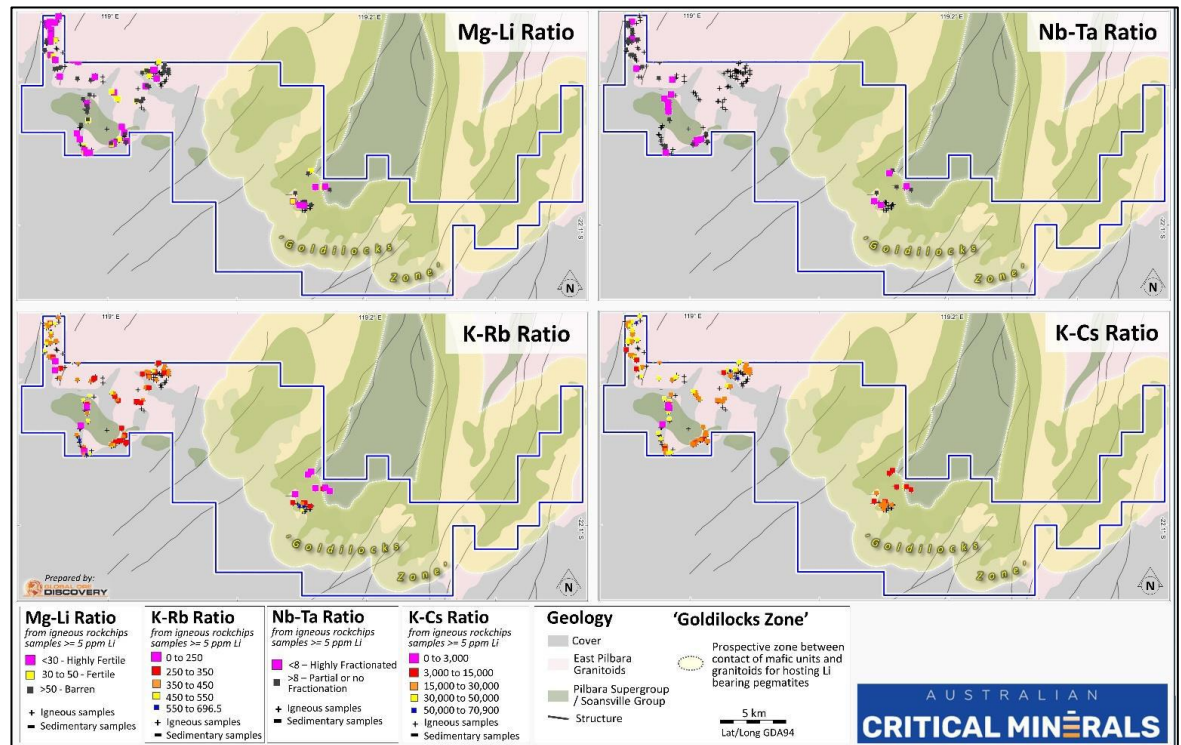 119° E
119.2° E
Mg-Li Ratio
-22.1° S
'Goldilocks
Zone'
N
119° E
119.2° E
Nb-Ta Ratio
-22.1° S
'Goldilocks
Zone'
N
119° E
119.2° E
K-Rb Ratio
-22.1° S
'Goldilocks
Zone'
N
Prepared by:
GLOBAL ORE
DISCOVERY
119° E
119.2° E
K-Cs Ratio
-22.1° S
'Goldilocks
Zone'
N
Mg-Li Ratio
from igneous rockchips
samples >= 5 ppm Li
<30 - Highly Fertile
30 to 50 - Fertile
>50 - Barren
Igneous samples
Sedimentary samples
K-Rb Ratio
from igneous rockchips
samples >= 5 ppm Li
0 to 250
250 to 350
350 to 450
450 to 550
550 to 696.5
Igneous samples
Sedimentary samples
Nb-Ta Ratio
from igneous rockchips
samples >= 5 ppm Li
<8 – Highly Fractionated
>8 – Partial or no
Fractionation
Igneous samples
Sedimentary samples
K-Cs Ratio
from igneous rockchips
samples >= 5 ppm Li
0 to 3,000
3,000 to 15,000
15,000 to 30,000
30,000 to 50,000
50,000 to 70,900
Igneous samples
Sedimentary samples
Geology
Cover
East Pilbara
Granitoids
Pilbara Supergroup
/ Soansville Group
Structure
'Goldilocks Zone'
Prospective zone between
contact of mafic units and
granitoids for hosting Li
bearing pegmatites
5 km
Lat/Long GDA94
AUSTRALIAN
CRITICAL MINERALS